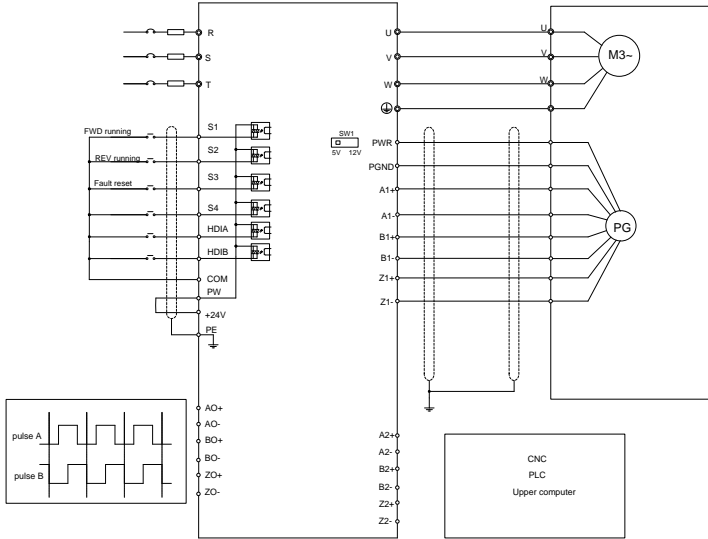 R
S
T
U
V
W
U
V
W
M3~
FWD running
REV running
Fault reset
S1
S2
S3
S4
HDIA
HDIB
COM
PW
+24V
PE
SW1
5V 12V
PWR
PGND
A1+
A1-
B1+
B1-
Z1+
Z1-
PG
pulse A
pulse B
AO+
AO-
BO+
BO-
ZO+
ZO-
A2+
A2-
B2+
B2-
Z2+
Z2-
CNC
PLC
Upper computer